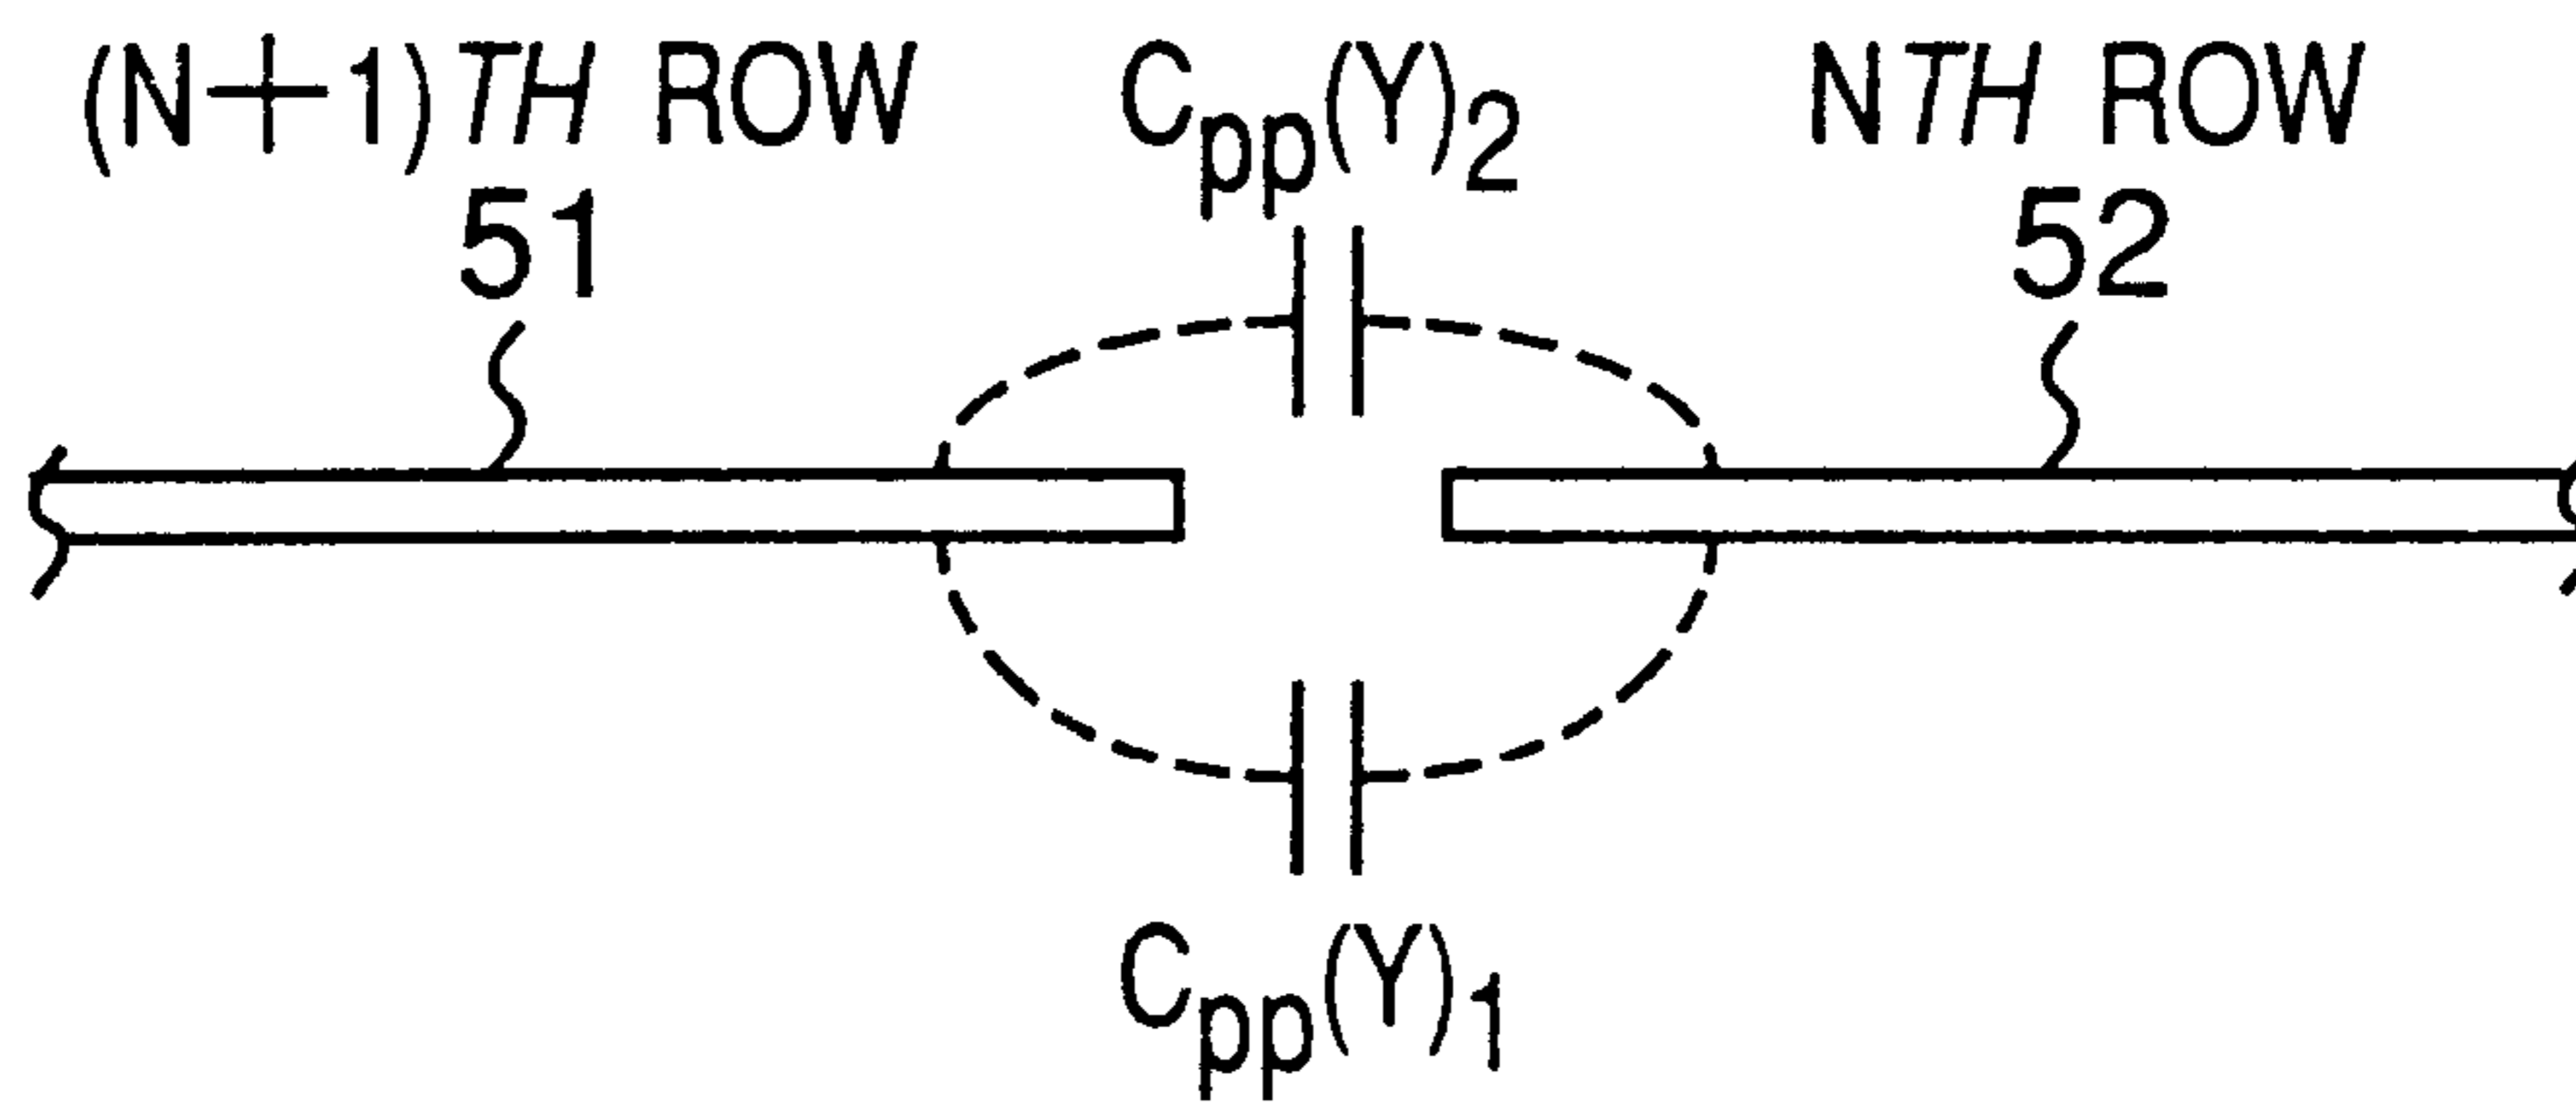 (N+1)TH ROW
51
Cpp(Y)2
NTH ROW
52
Cpp(Y)1